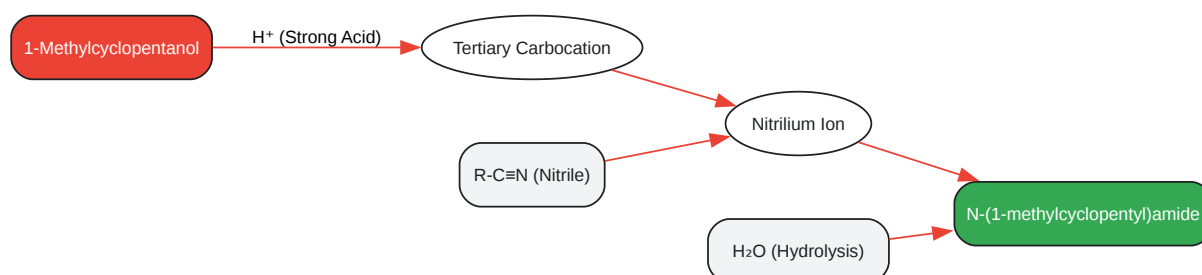 1-Methylcyclopentanol
H⁺ (Strong Acid)
Tertiary Carbocation
Nitrilium Ion
R-C≡N (Nitrile)
N-(1-methylcyclopentyl)amide
H₂O (Hydrolysis)